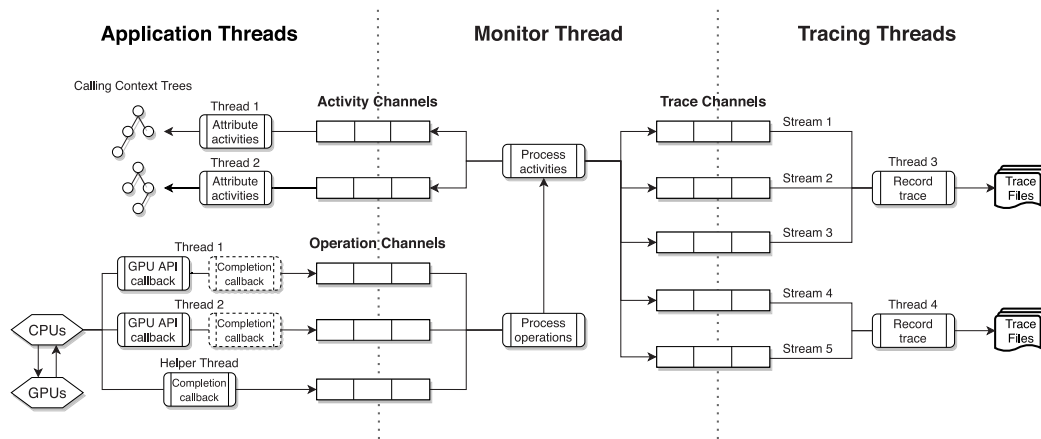 Application Threads
Monitor Thread
Tracing Threads
Calling Context Trees
Thread 1
Attribute
activities
Thread 2
Attribute
activities
Activity Channels
Process
activities
Trace Channels
Stream 1
Stream 2
Stream 3
Thread 3
Record
trace
Trace
Files
Operation Channels
Thread 1
GPU API
callback
Completion
callback
Thread 2
GPU API
callback
Completion
callback
CPUs
GPUs
Helper Thread
Completion
callback
Process
operations
Stream 4
Stream 5
Thread 4
Record
trace
Trace
Files